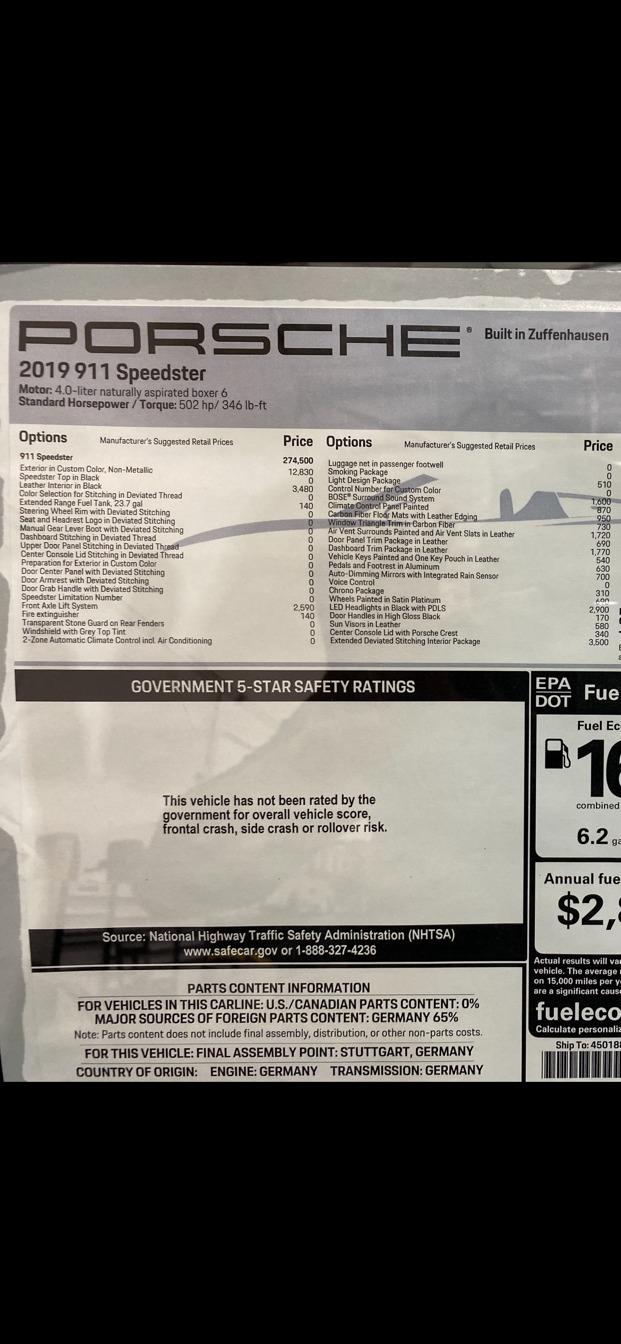 PORSCHE® Built in Zuffenhausen
2019 911 Speedster
Motor: 4.0-liter naturally aspirated boxer 6
Standard Horsepower / Torque: 502 hp/ 346 lb-ft
Options Manufacturer's Suggested Retail Prices Price
911 Speedster 274,500
Exterior in Custom Color, Non-Metallic 12,830
Speedster Top in Black 0
Leather Interior in Black 3,480
Color Selection for Stitching in Deviated Thread 0
Extended Range Fuel Tank, 23.7 gal 140
Steering Wheel Rim with Deviated Stitching 0
Seat and Headrest Logo in Deviated Stitching 0
Manual Gear Lever Boot with Deviated Stitching 0
Dashboard Stitching in Deviated Thread 0
Upper Door Panel Stitching in Deviated Thread 0
Center Console Lid Stitching in Deviated Thread 0
Preparation for Exterior in Custom Color 0
Door Center Panel with Deviated Stitching 0
Door Armrest with Deviated Stitching 0
Door Grab Handle with Deviated Stitching 0
Speedster Limitation Number 0
Front Axle Lift System 2,590
Fire extinguisher 140
Transparent Stone Guard on Rear Fenders 0
Windshield with Grey Top Tint 0
2-Zone Automatic Climate Control incl. Air Conditioning 0
Options Manufacturer's Suggested Retail Prices Price
Luggage net in passenger footwell 0
Smoking Package 0
Light Design Package 510
Control Number for Custom Color 0
BOSE® Surround Sound System 1,600
Climate Control Panel Painted 870
Carbon Fiber Floor Mats with Leather Edging 950
Window Triangle Trim in Carbon Fiber 730
Air Vent Surrounds Painted and Air Vent Slats in Leather 1,720
Door Panel Trim Package in Leather 690
Dashboard Trim Package in Leather 1,770
Vehicle Keys Painted and One Key Pouch in Leather 540
Pedals and Footrest in Aluminum 630
Auto-Dimming Mirrors with Integrated Rain Sensor 700
Voice Control 0
Chrono Package 310
Wheels Painted in Satin Platinum
LED Headlights in Black with PDLS 2,900
Door Handles in High Gloss Black 170
Sun Visors in Leather 580
Center Console Lid with Porsche Crest 340
Extended Deviated Stitching Interior Package 3,500
GOVERNMENT 5-STAR SAFETY RATINGS
This vehicle has not been rated by the
government for overall vehicle score,
frontal crash, side crash or rollover risk.
Source: National Highway Traffic Safety Administration (NHTSA)
www.safecar.gov or 1-888-327-4236
PARTS CONTENT INFORMATION
FOR VEHICLES IN THIS CARLINE: U.S./CANADIAN PARTS CONTENT: 0%
MAJOR SOURCES OF FOREIGN PARTS CONTENT: GERMANY 65%
Note: Parts content does not include final assembly, distribution, or other non-parts costs.
FOR THIS VEHICLE: FINAL ASSEMBLY POINT: STUTTGART, GERMANY
COUNTRY OF ORIGIN: ENGINE: GERMANY TRANSMISSION: GERMANY
EPA
DOT Fue
Fuel Ec
16
combined
6.2 ga
Annual fue
$2,
Actual results will va
vehicle. The average
on 15,000 miles per y
are a significant caus
fueleco
Calculate personaliz
Ship To: 45018